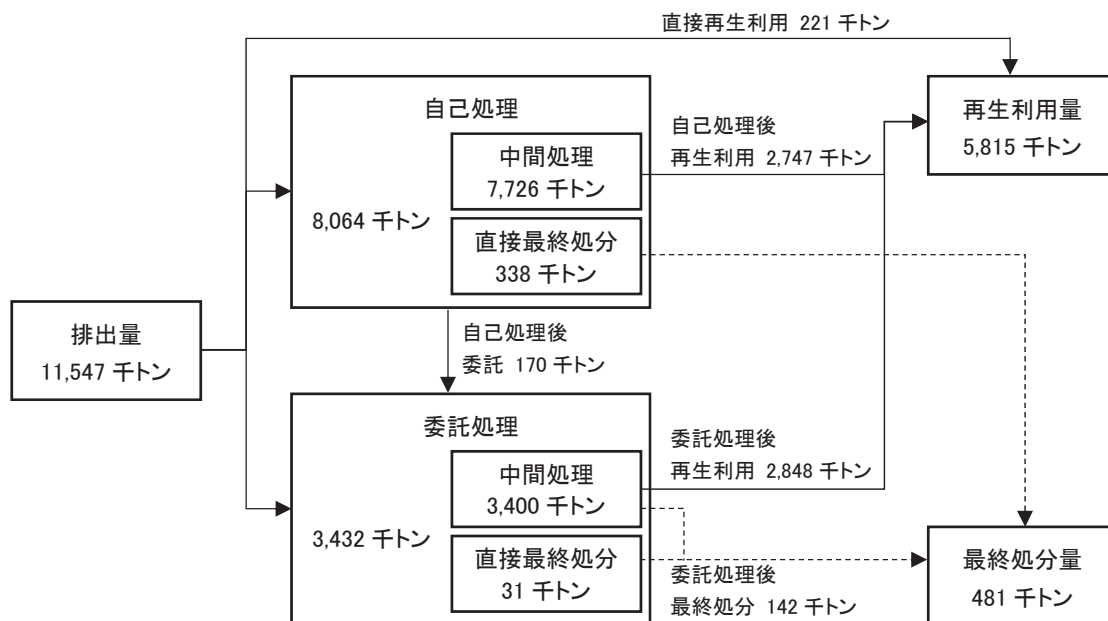 直接再生利用 221 千トン
自己処理
中間処理
7,726 千トン
8,064 千トン
直接最終処分
338 千トン
自己処理後
再生利用 2,747 千トン
再生利用量
5,815 千トン
排出量
11,547 千トン
自己処理後
委託 170 千トン
委託処理
中間処理
3,400 千トン
3,432 千トン
直接最終処分
31 千トン
委託処理後
再生利用 2,848 千トン
委託処理後
最終処分 142 千トン
最終処分量
481 千トン